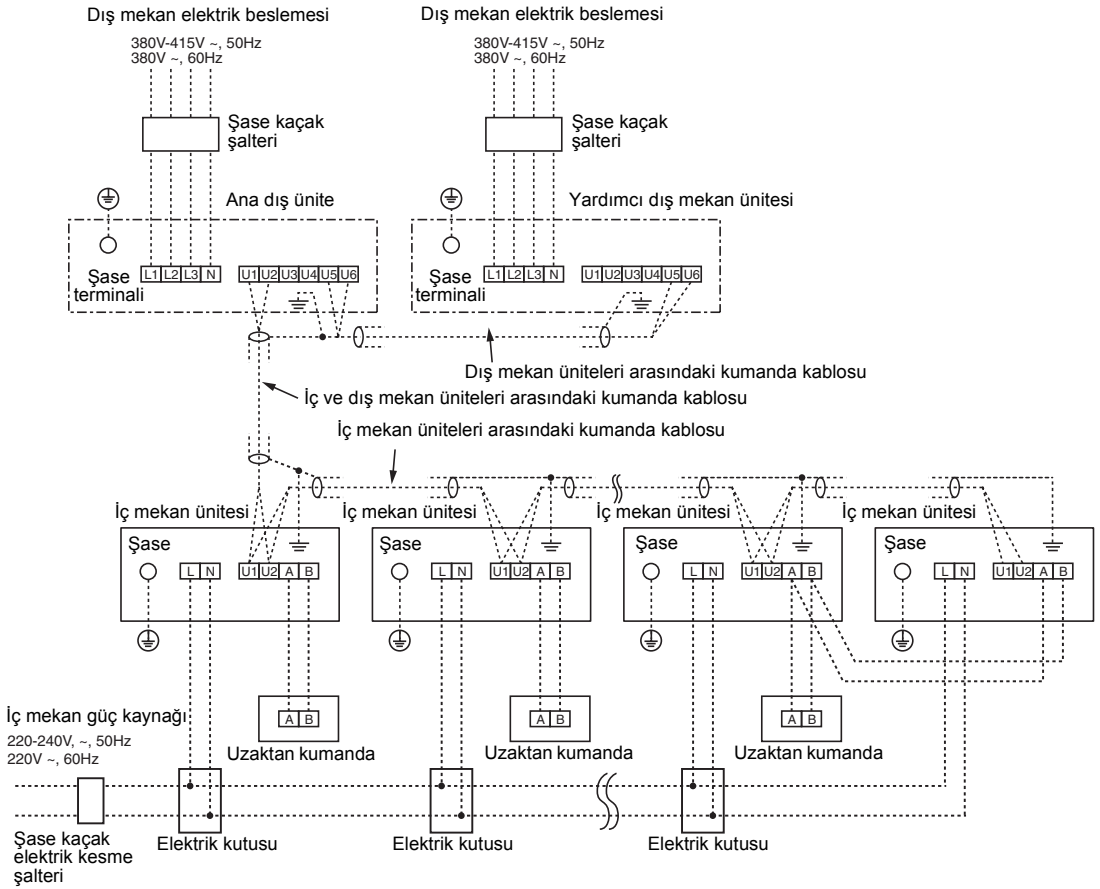 Dış mekan elektrik beslemesi
Dış mekan elektrik beslemesi
380V-415V ~, 50Hz
380V ~, 60Hz
380V-415V ~, 50Hz
380V ~, 60Hz
Şase kaçak
şalteri
Şase kaçak
şalteri
Ana dış ünite
Yardımcı dış mekan ünitesi
Şase
terminali
L1 L2 L3 N
U1 U2 U3 U4 U5 U6
Şase
terminali
L1 L2 L3 N
U1 U2 U3 U4 U5 U6
Dış mekan üniteleri arasındaki kumanda kablosu
İç ve dış mekan üniteleri arasındaki kumanda kablosu
İç mekan üniteleri arasındaki kumanda kablosu
İç mekan ünitesi
İç mekan ünitesi
İç mekan ünitesi
İç mekan ünitesi
Şase
Şase
Şase
Şase
L N
U1 U2 A B
L N
U1 U2 A B
L N
U1 U2 A B
L N
U1 U2 A B
A B
A B
A B
Uzaktan kumanda
Uzaktan kumanda
Uzaktan kumanda
İç mekan güç kaynağı
220-240V, ~, 50Hz
220V ~, 60Hz
Şase kaçak
elektrik kesme
şalteri
Elektrik kutusu
Elektrik kutusu
Elektrik kutusu